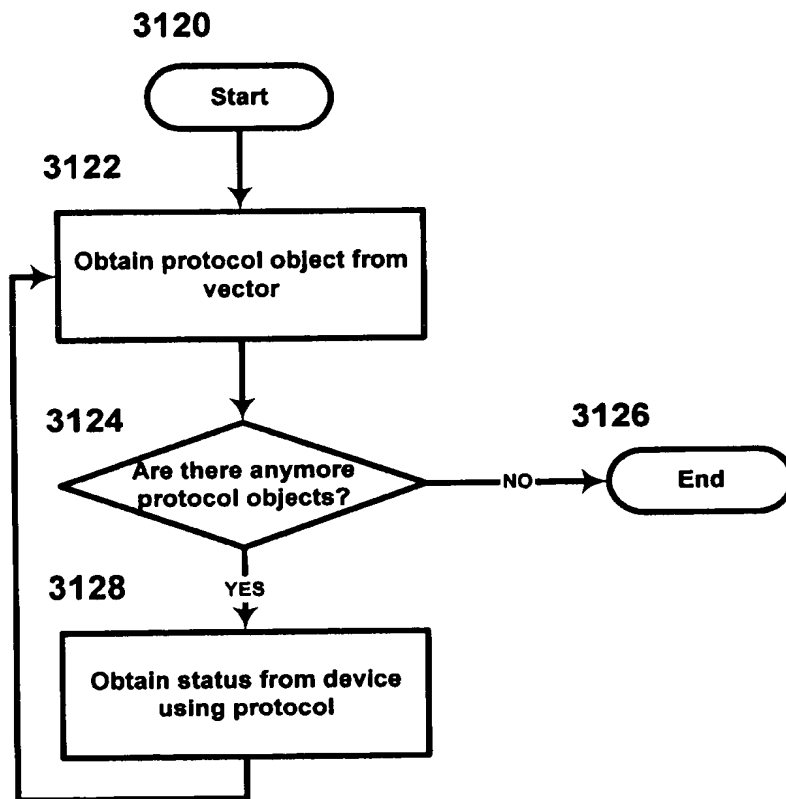 3120
Start
3122
Obtain protocol object from
vector
3124
Are there anymore
protocol objects?
NO
3126
End
YES
3128
Obtain status from device
using protocol